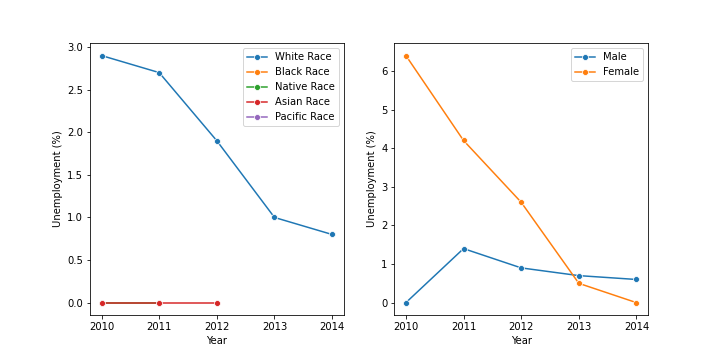 3.0
2.5
2.0
1.5
1.0
0.5
0.0
Unemployment (%)
2010 2011 2012 2013 2014
Year
White Race
Black Race
Native Race
Asian Race
Pacific Race
6
5
4
3
2
1
0
Unemployment (%)
2010 2011 2012 2013 2014
Year
Male
Female